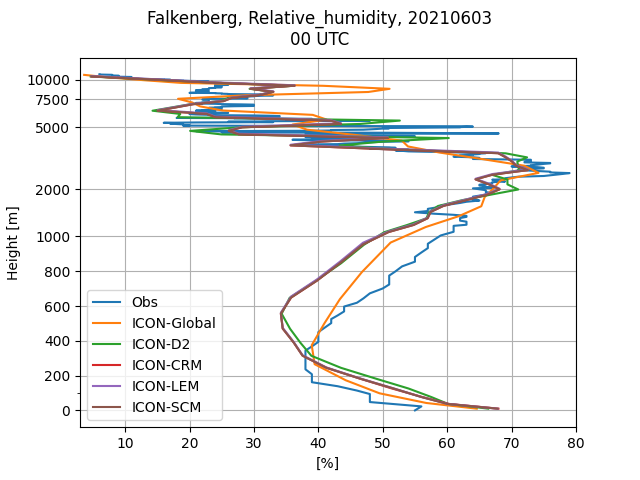 Falkenberg, Relative_humidity, 20210603
00 UTC
10000
7500
5000
2000
1000
800
600
400
200
0
Height [m]
Obs
ICON-Global
ICON-D2
ICON-CRM
ICON-LEM
ICON-SCM
10 20 30 40 50 60 70 80
[%]